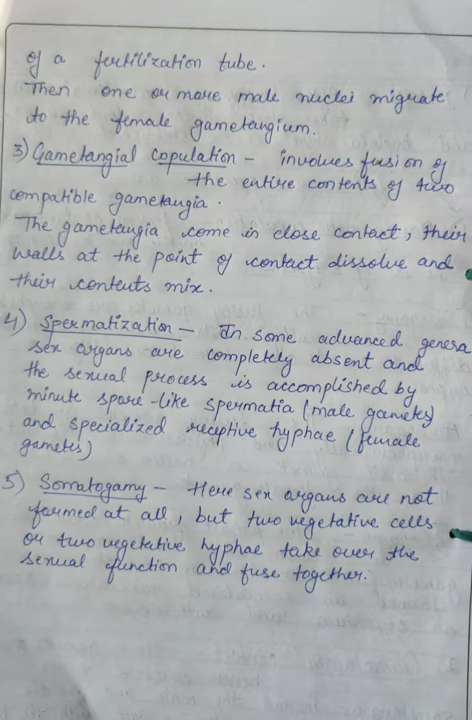 of a fertilization tube.
Then one or more male nuclei migrate
to the female gametangium.
3) Gametangial copulation - involves fusion of
the entire contents of two
compatible gametangia.
The gametangia come in close contact, their
walls at the point of contact dissolve and
their contents mix.
4) Spermatization - In some advanced genera
sex organs are completely absent and
the sexual process is accomplished by
minute spore-like spermatia (male gametes)
and specialized receptive hyphae (female
gametes)
5) Somatogamy - Here sex organs are not
formed at all, but two vegetative cells
or two vegetative hyphae take over the
sexual function and fuse together.